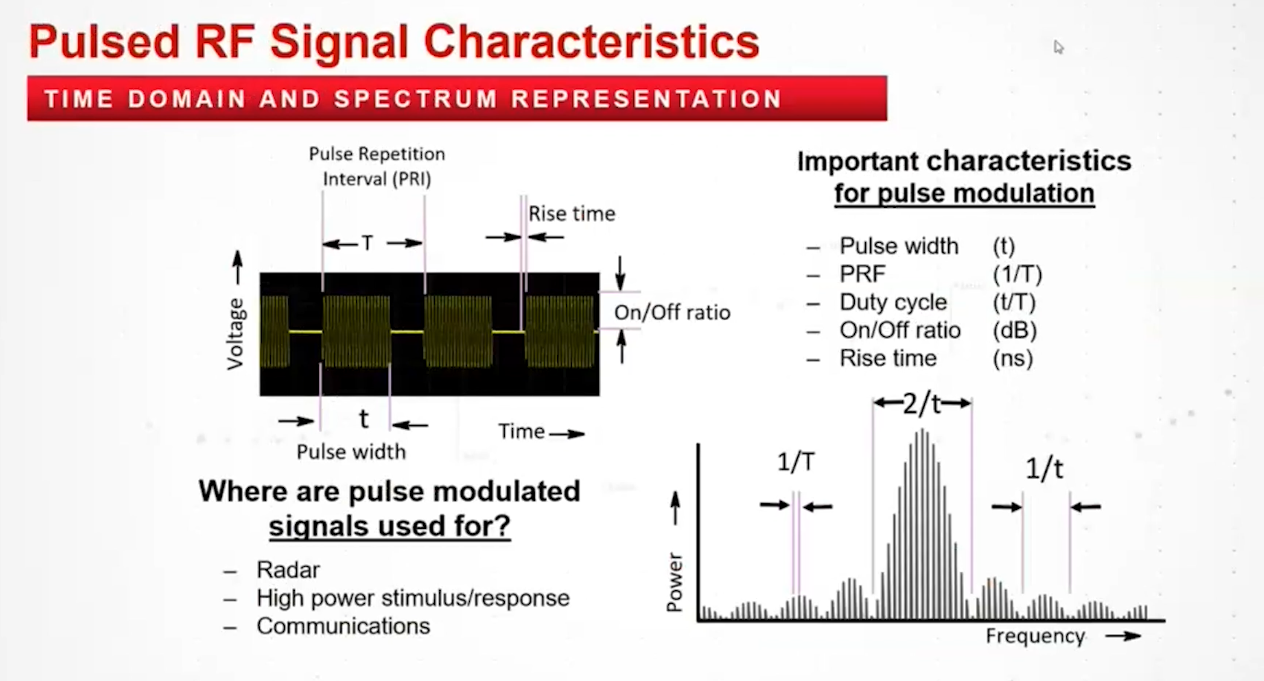 Pulsed RF Signal Characteristics
TIME DOMAIN AND SPECTRUM REPRESENTATION
Pulse Repetition
Interval (PRI)
T
Rise time
Voltage
On/Off ratio
t
Pulse width
Time
Where are pulse modulated
signals used for?
– Radar
– High power stimulus/response
– Communications
Important characteristics
for pulse modulation
– Pulse width (t)
– PRF (1/T)
– Duty cycle (t/T)
– On/Off ratio (dB)
– Rise time (ns)
2/t
1/T
1/t
Power
Frequency